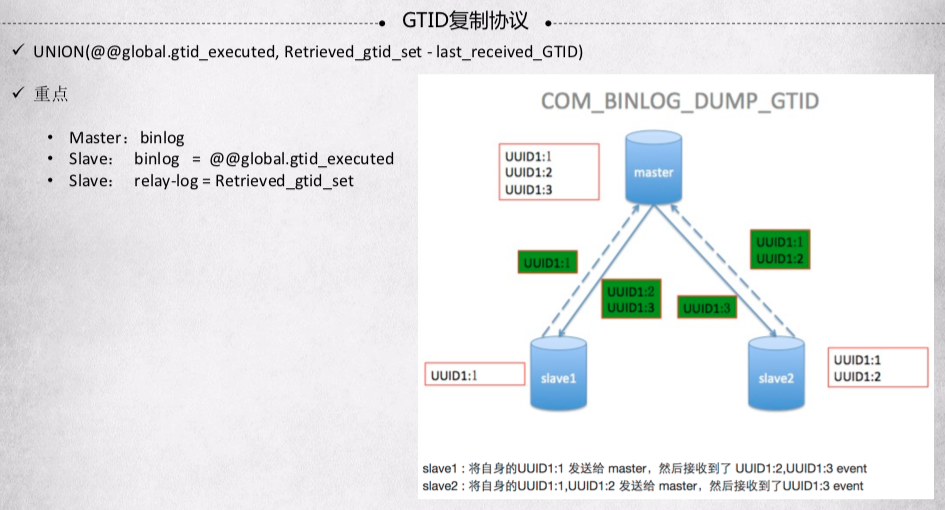 GTID复制协议
UNION(@@global.gtid_executed, Retrieved_gtid_set - last_received_GTID)
重点
Master：binlog
Slave： binlog = @@global.gtid_executed
Slave： relay-log = Retrieved_gtid_set
COM_BINLOG_DUMP_GTID
UUID1:1
UUID1:2
UUID1:3
master
UUID1:1
UUID1:2
UUID1:1
UUID1:2
UUID1:3
UUID1:3
UUID1:1
slave1
slave2
UUID1:1
UUID1:2
slave1：将自身的UUID1:1 发送给 master，然后接收到了 UUID1:2,UUID1:3 event
slave2：将自身的UUID1:1,UUID1:2 发送给 master，然后接收到了UUID1:3 event